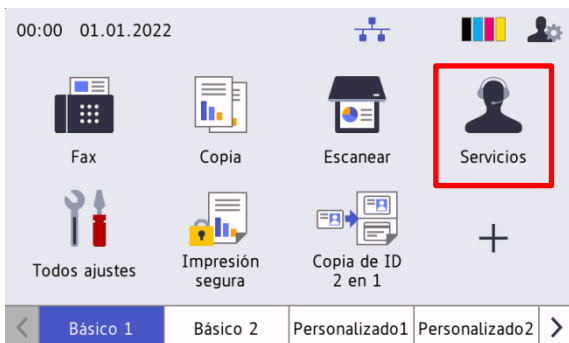 00:00 01.01.2022
Fax
Copia
Escanear
Servicios
Todos ajustes
Impresión
segura
Copia de ID
2 en 1
Básico 1
Básico 2
Personalizado1
Personalizado2